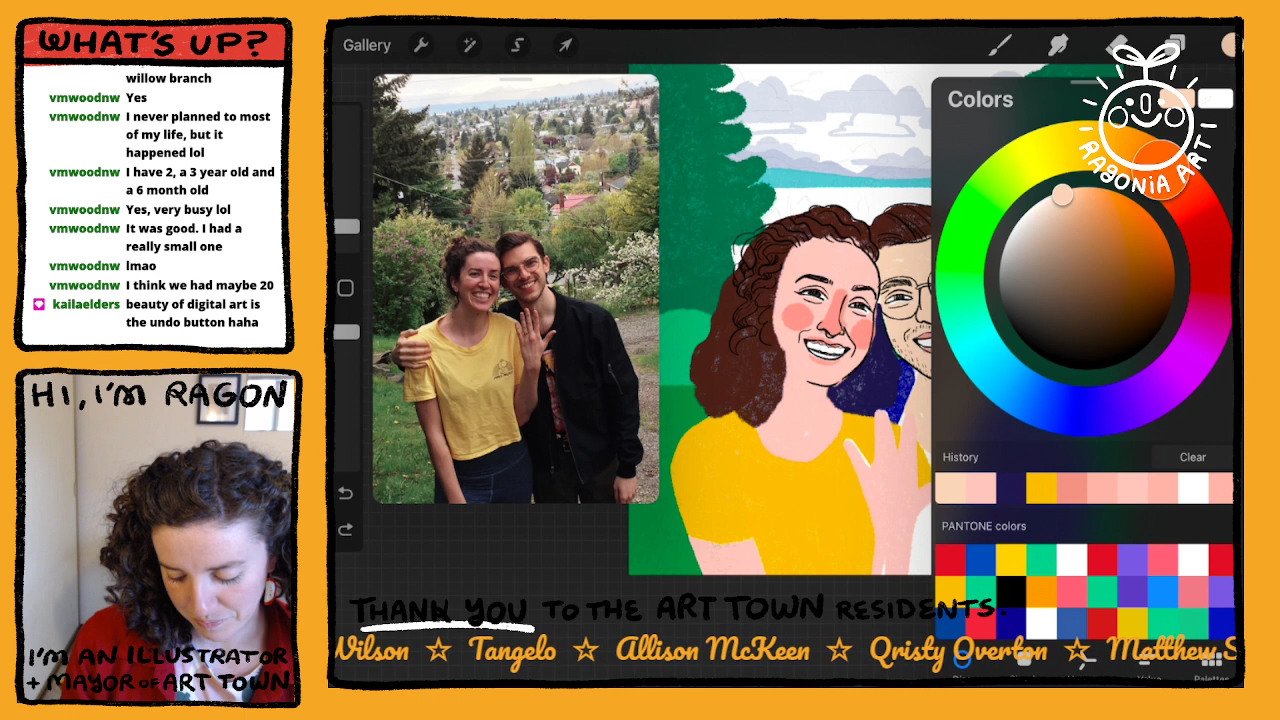 WHAT'S UP?
willow branch
vmwoodnw Yes
vmwoodnw I never planned to most
of my life, but it
happened lol
vmwoodnw I have 2, a 3 year old and
a 6 month old
vmwoodnw Yes, very busy lol
vmwoodnw It was good. I had a
really small one
vmwoodnw lmao
vmwoodnw I think we had maybe 20
kailaelders beauty of digital art is
the undo button haha
HI, I'M RAGON
I'M AN ILLUSTRATOR
+ MAYOR OF ART TOWN
Gallery
Colors
RAGONIA ART
History Clear
PANTONE colors
THANK YOU TO THE ART TOWN RESIDENTS.
Wilson ☆ Tangelo ☆ Allison McKeen ☆ Qristy Overton ☆ Matthew S